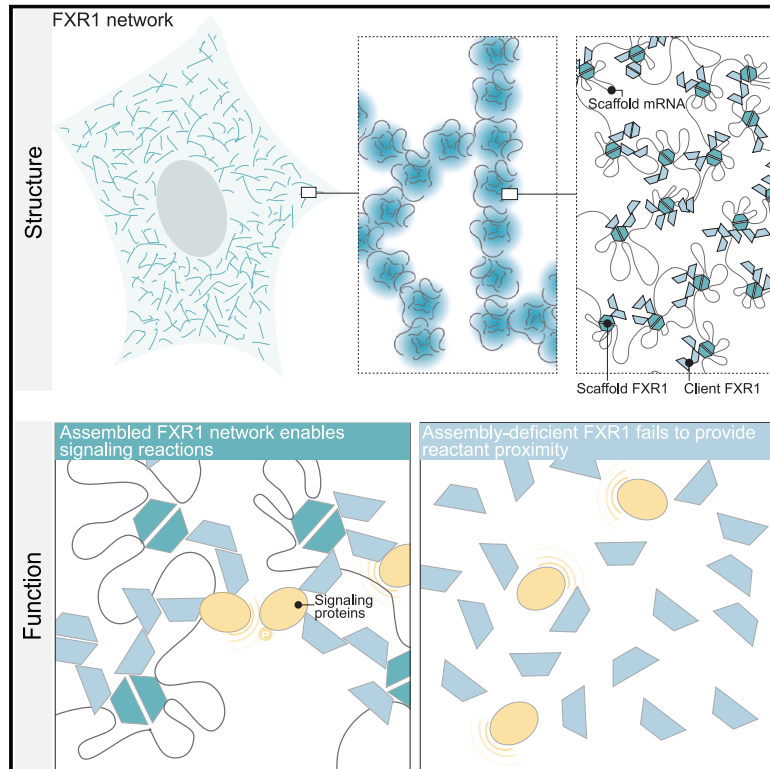 FXR1 network
Structure
Scaffold mRNA
Scaffold FXR1
Client FXR1
Function
Assembled FXR1 network enables
signaling reactions
Assembly-deficient FXR1 fails to provide
reactant proximity
Signaling
proteins
P